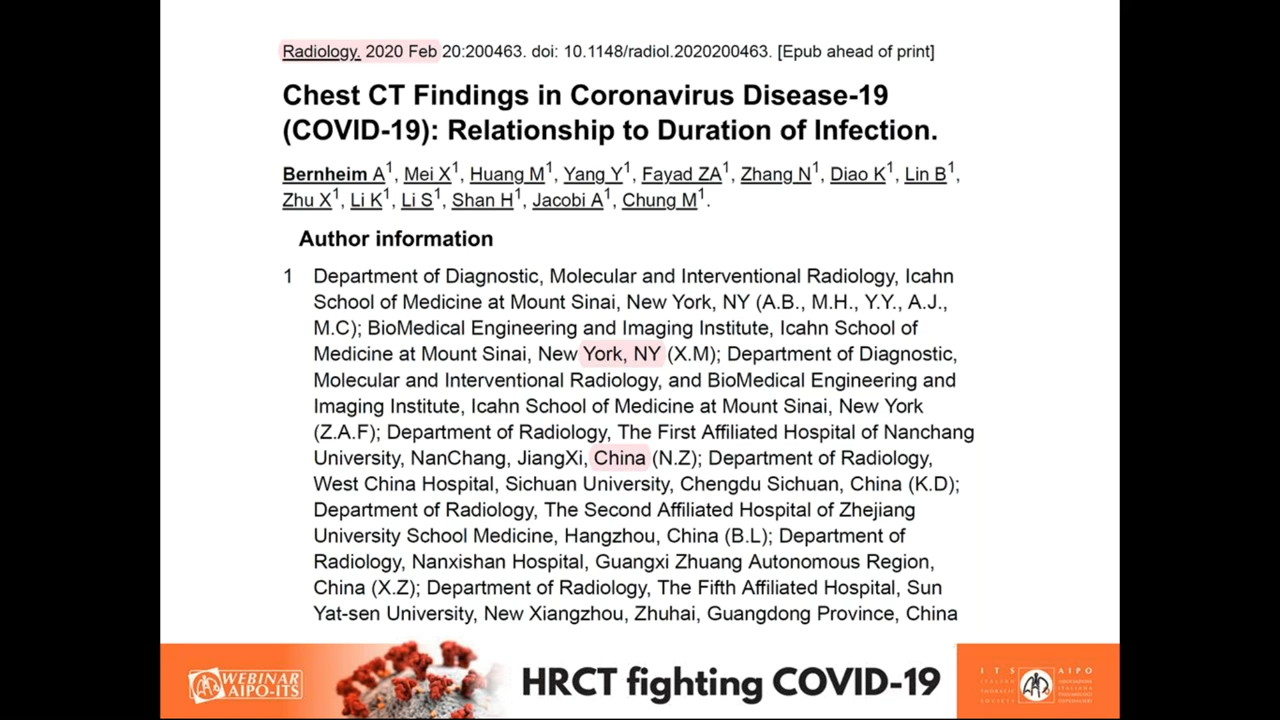 Radiology. 2020 Feb 20:200463. doi: 10.1148/radiol.2020200463. [Epub ahead of print]
Chest CT Findings in Coronavirus Disease-19
(COVID-19): Relationship to Duration of Infection.
Bernheim A1, Mei X1, Huang M1, Yang Y1, Fayad ZA1, Zhang N1, Diao K1, Lin B1,
Zhu X1, Li K1, Li S1, Shan H1, Jacobi A1, Chung M1.
Author information
1 Department of Diagnostic, Molecular and Interventional Radiology, Icahn
School of Medicine at Mount Sinai, New York, NY (A.B., M.H., Y.Y., A.J.,
M.C); BioMedical Engineering and Imaging Institute, Icahn School of
Medicine at Mount Sinai, New York, NY (X.M); Department of Diagnostic,
Molecular and Interventional Radiology, and BioMedical Engineering and
Imaging Institute, Icahn School of Medicine at Mount Sinai, New York
(Z.A.F); Department of Radiology, The First Affiliated Hospital of Nanchang
University, NanChang, JiangXi, China (N.Z); Department of Radiology,
West China Hospital, Sichuan University, Chengdu Sichuan, China (K.D);
Department of Radiology, The Second Affiliated Hospital of Zhejiang
University School Medicine, Hangzhou, China (B.L); Department of
Radiology, Nanxishan Hospital, Guangxi Zhuang Autonomous Region,
China (X.Z); Department of Radiology, The Fifth Affiliated Hospital, Sun
Yat-sen University, New Xiangzhou, Zhuhai, Guangdong Province, China
WEBINAR
AIPO-ITS
HRCT fighting COVID-19
ITS
ITALIAN
THORACIC
SOCIETY
AIPO
ASSOCIAZIONE
ITALIANA